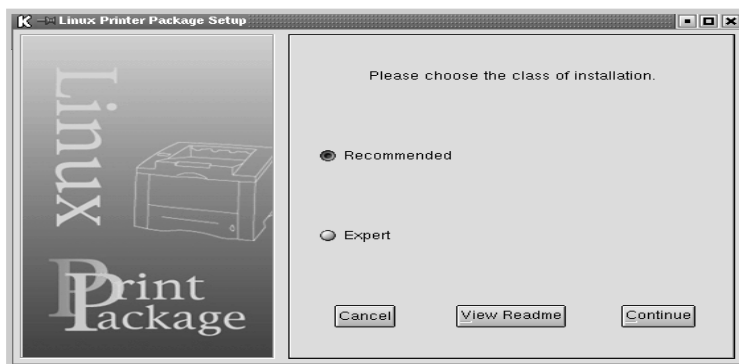 Linux Printer Package Setup
Linux
Print
Package
Please choose the class of installation.
Recommended
Expert
Cancel
View Readme
Continue